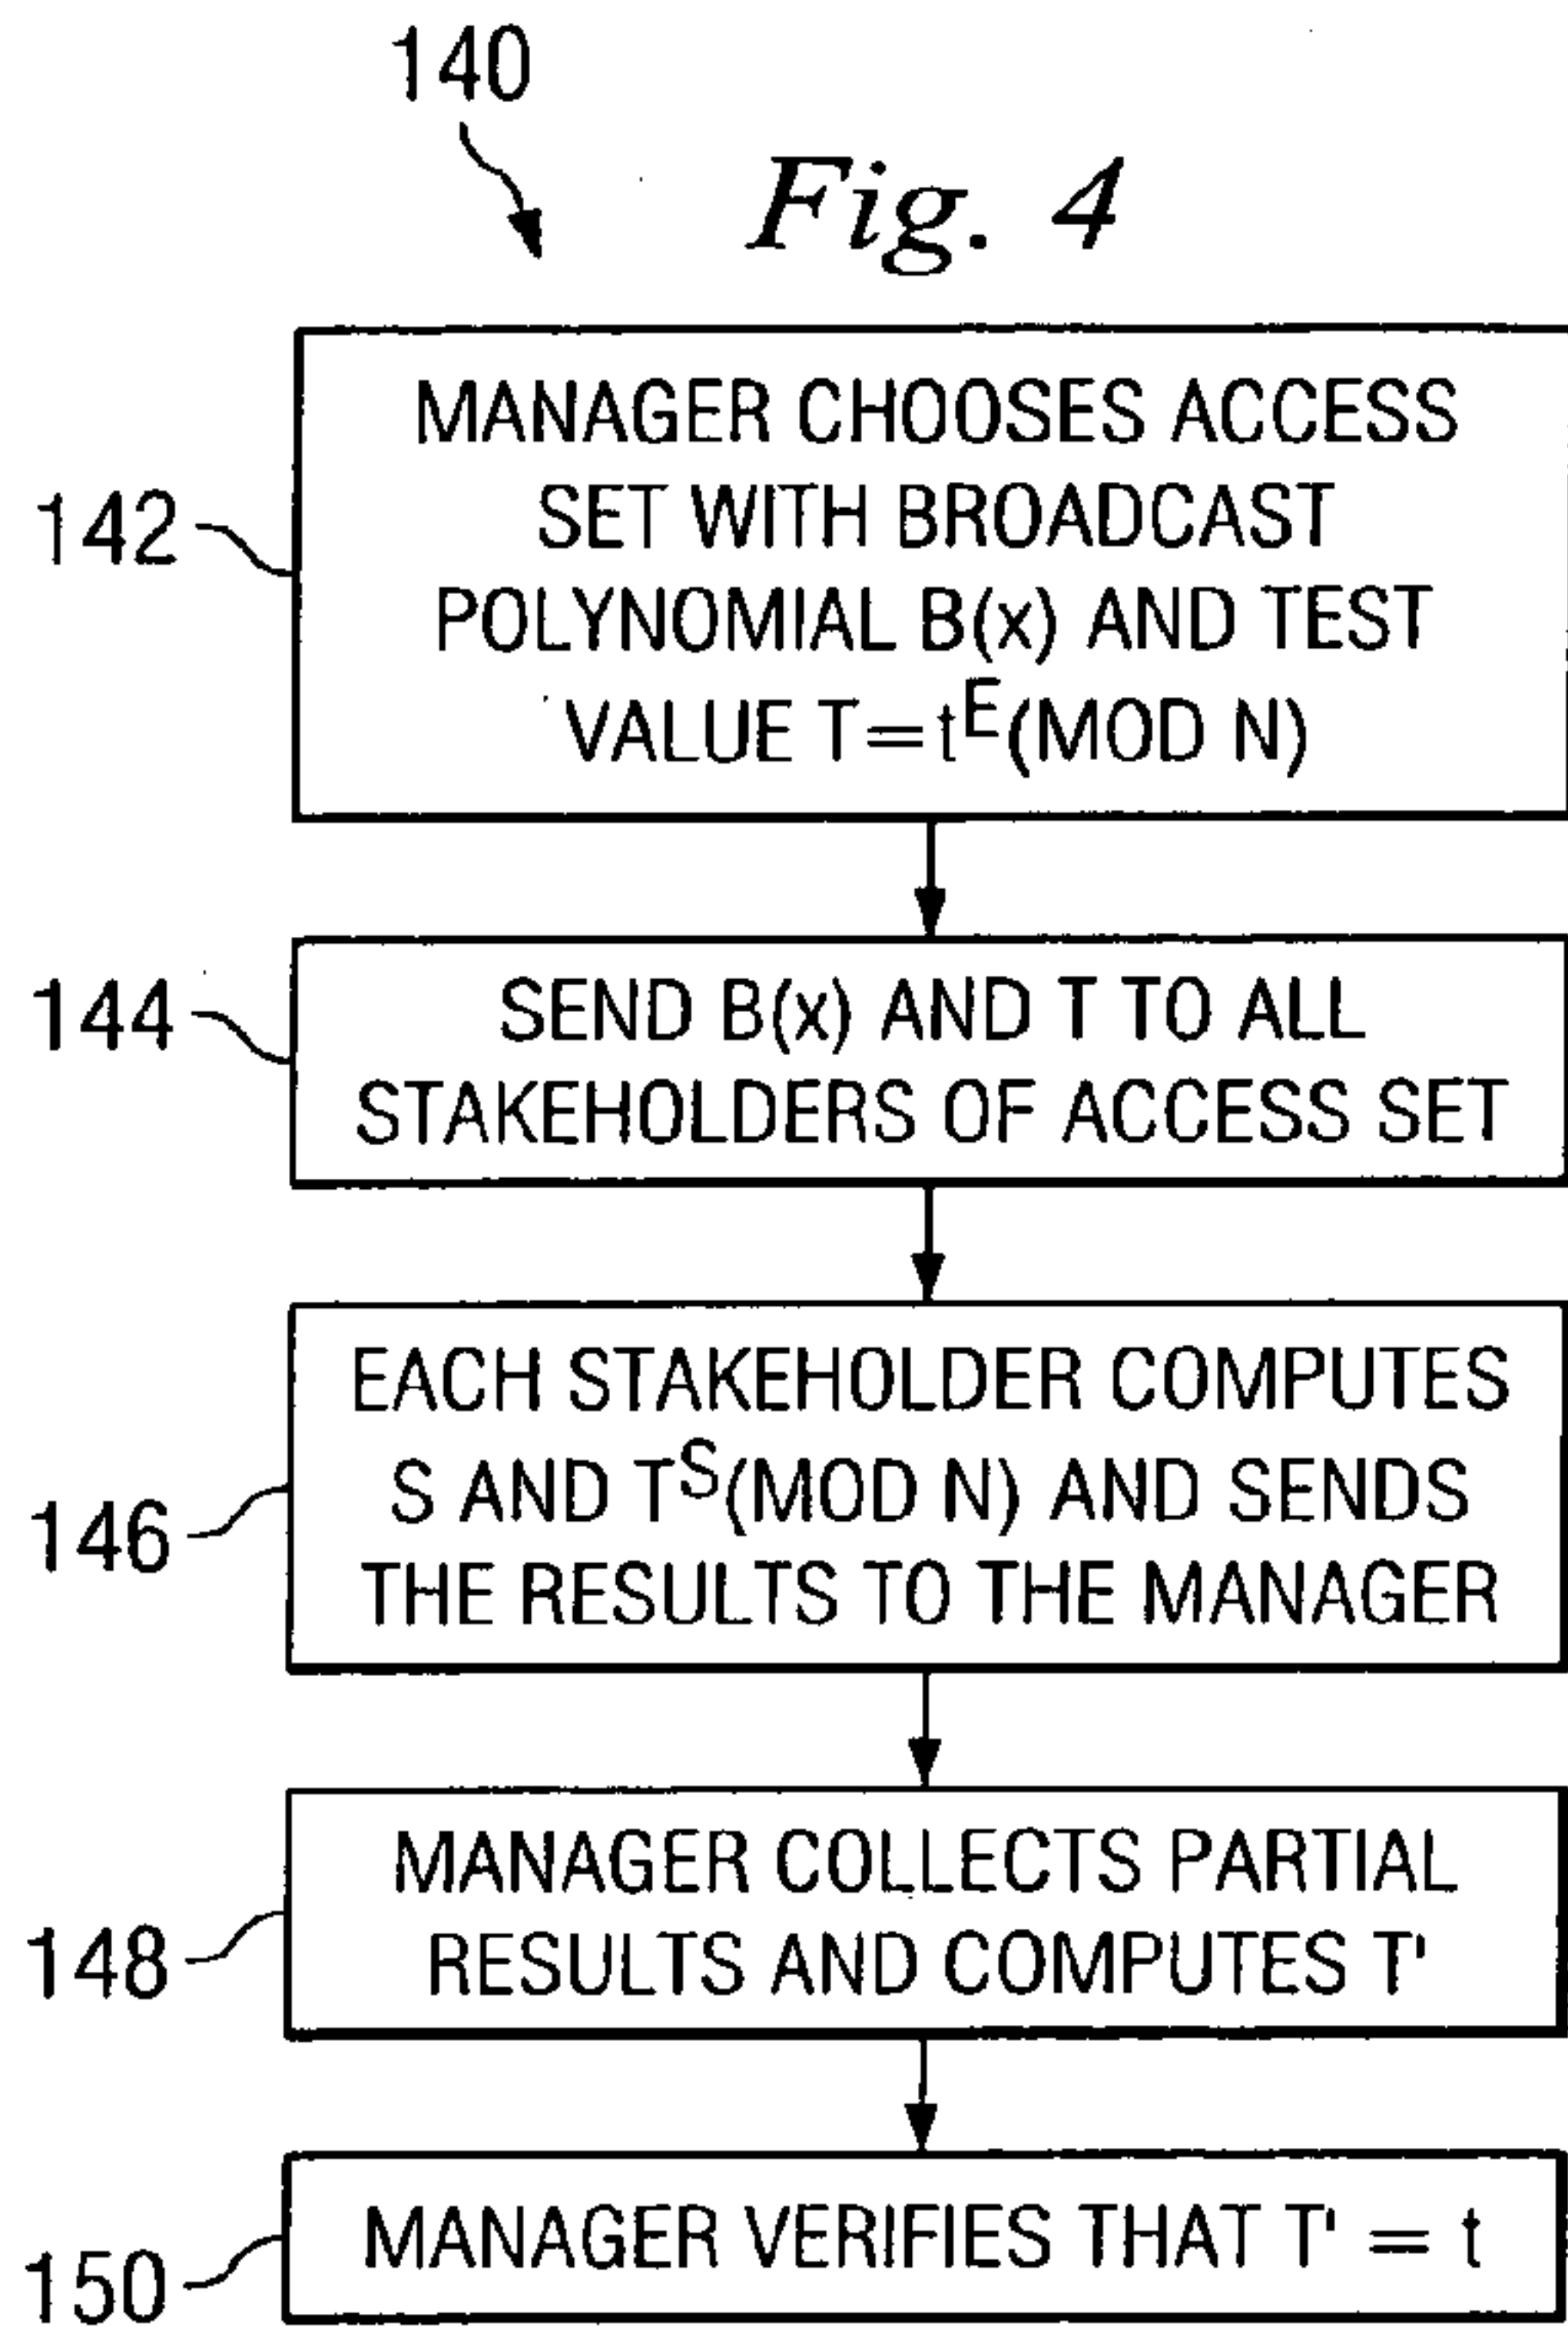 140
Fig. 4
142
MANAGER CHOOSES ACCESS
SET WITH BROADCAST
POLYNOMIAL B(x) AND TEST
VALUE T=t^E(MOD N)
144
SEND B(x) AND T TO ALL
STAKEHOLDERS OF ACCESS SET
146
EACH STAKEHOLDER COMPUTES
S AND T^S(MOD N) AND SENDS
THE RESULTS TO THE MANAGER
148
MANAGER COLLECTS PARTIAL
RESULTS AND COMPUTES T'
150
MANAGER VERIFIES THAT T' = t